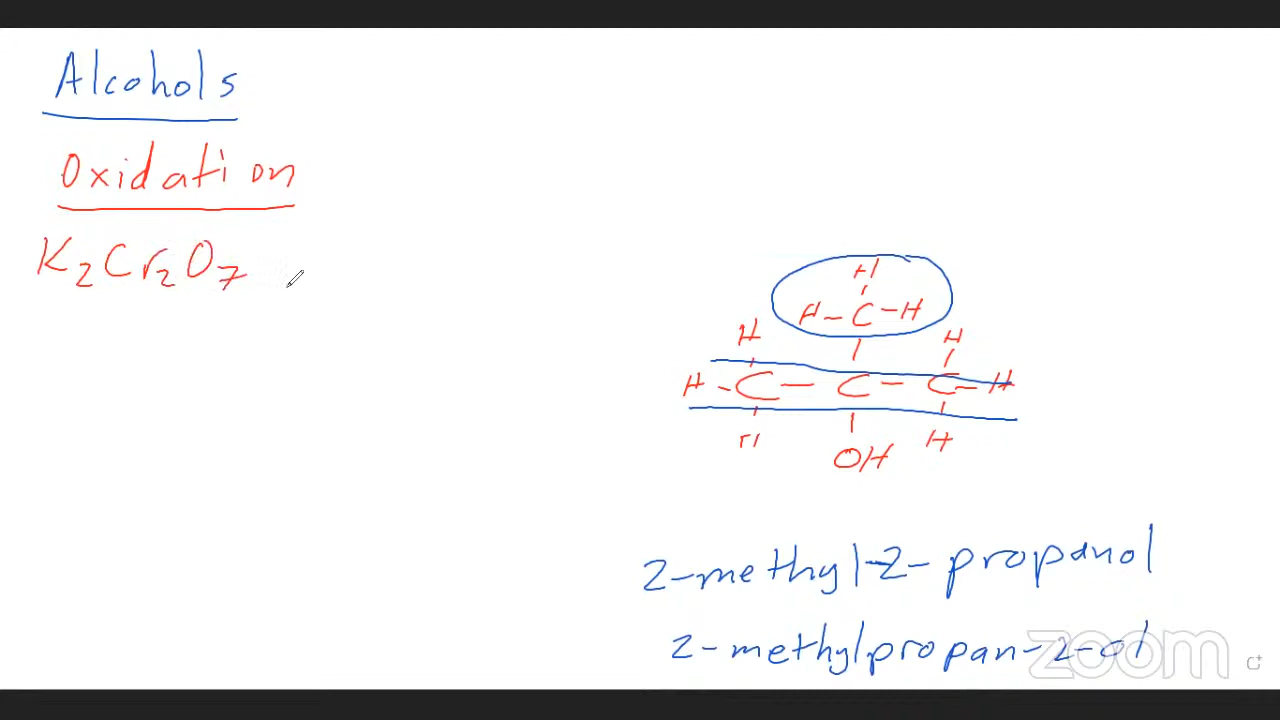 Alcohols
Oxidation
K₂Cr₂O₇
H
H – C – H
H H
H – C – C – C – H
H OH H
2-methyl-2-propanol
2-methylpropan-2-ol
zoom